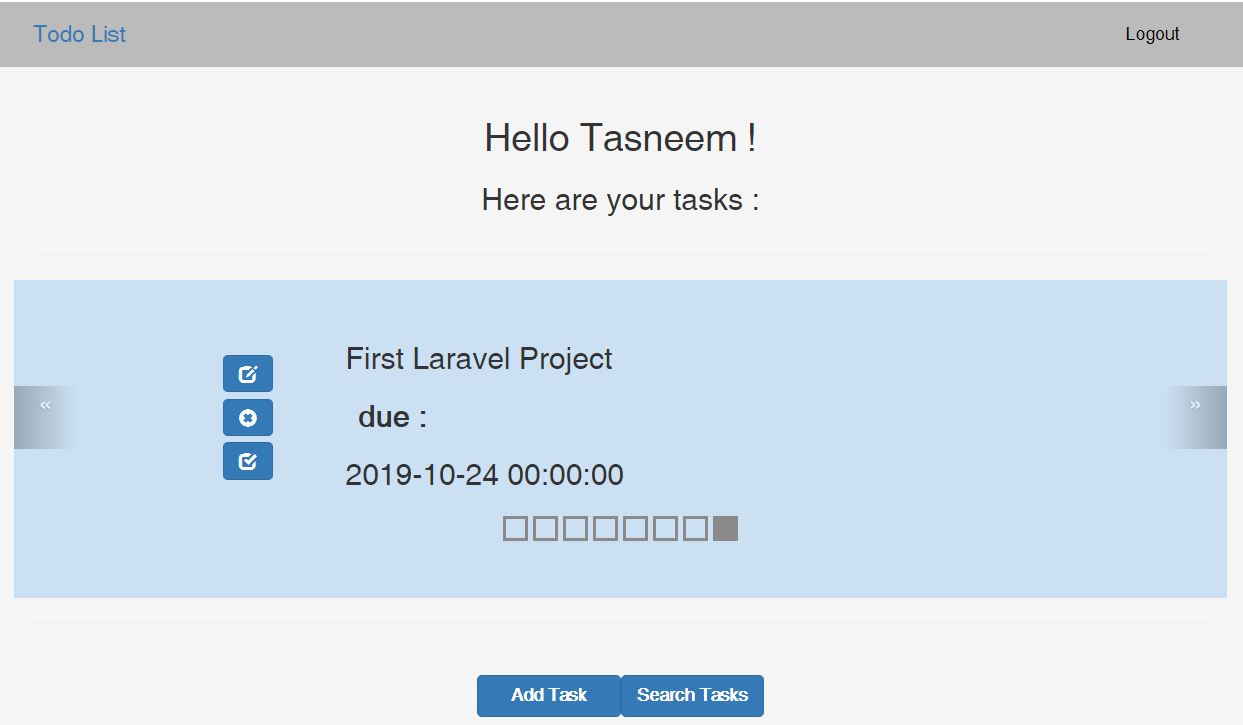 Todo List Logout
Hello Tasneem !
Here are your tasks :
First Laravel Project
due :
« »
2019-10-24 00:00:00
Add Task Search Tasks